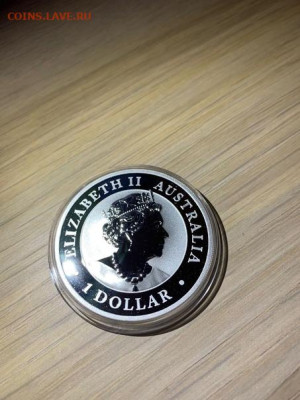 COINS.LAVE.RU
ELIZABETH II AUSTRALIA
1 DOLLAR